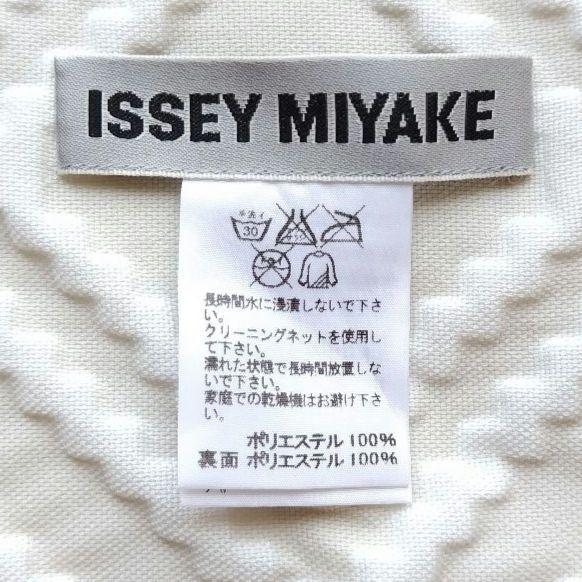 ISSEY MIYAKE
手洗イ
30
長時間水に浸漬しないで下さ
い。
クリーニングネットを使用し
て下さい。
濡れた状態で長時間放置しな
いで下さい。
家庭での乾燥機はお避け下さ
い。
ポリエステル 100%
裏面 ポリエステル 100%